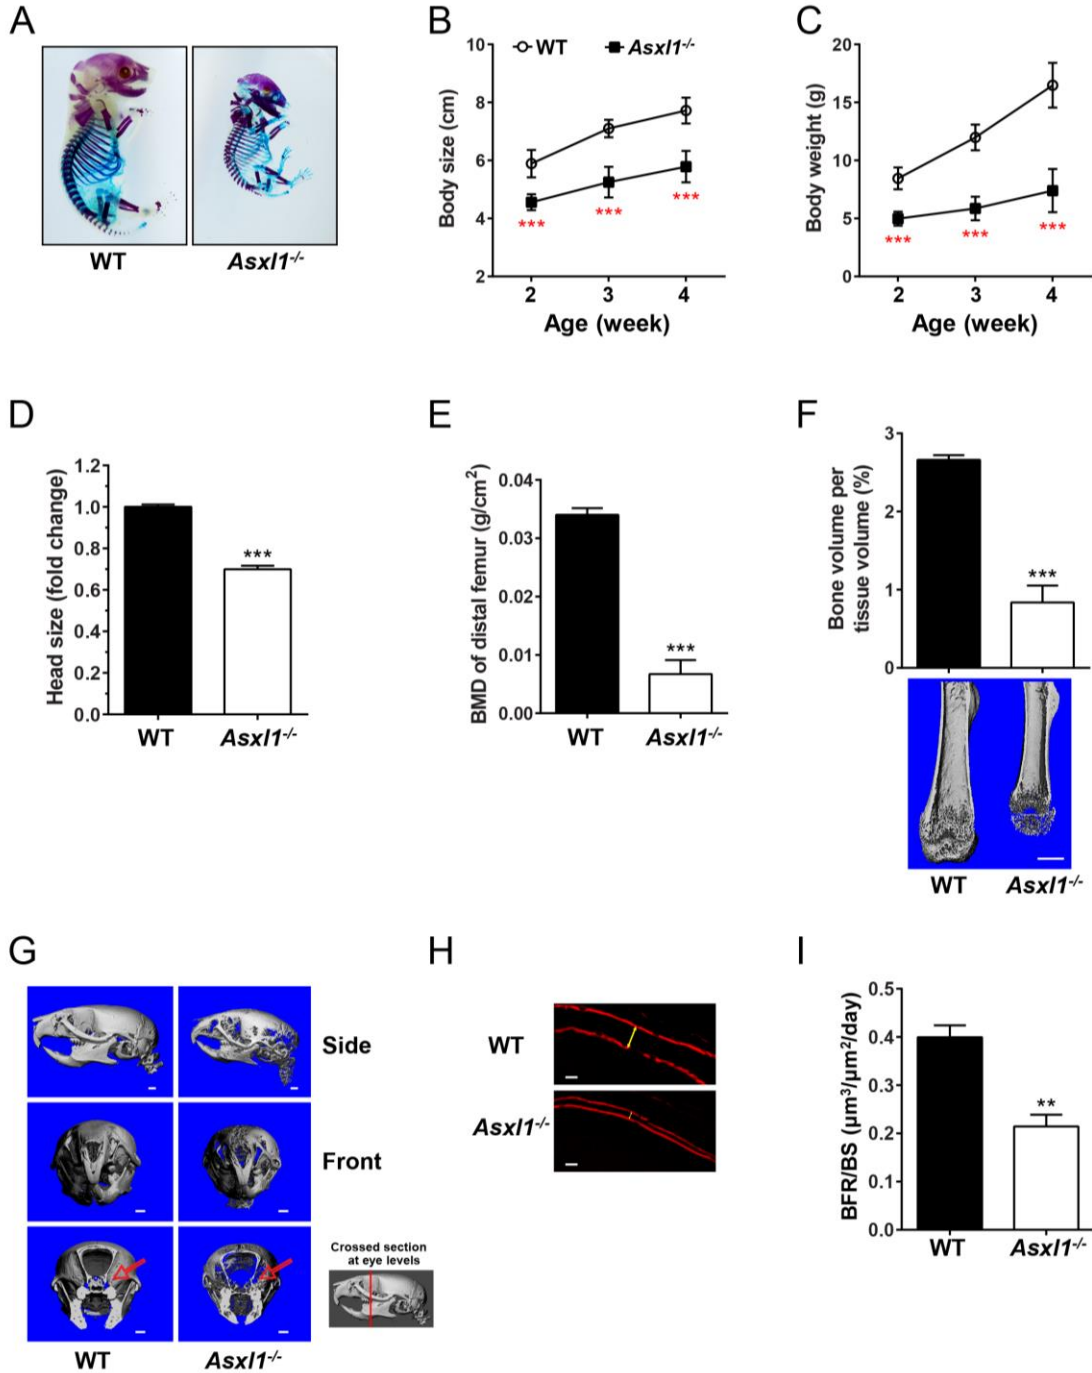 A
WT
Asxl1-/-
B
WT
Asxl1-/-
Body size (cm)
10
8
6
4
2
***
***
***
2
3
4
Age (week)
C
Body weight (g)
20
15
10
5
0
***
***
***
2
3
4
Age (week)
D
Head size (fold change)
1.2
1.0
0.8
0.6
0.4
0.2
0.0
***
WT
Asxl1-/-
E
BMD of distal femur (g/cm2)
0.04
0.03
0.02
0.01
0.00
***
WT
Asxl1-/-
F
Bone volume per
tissue volume (%)
3
2
1
0
***
WT
Asxl1-/-
G
Side
Front
Crossed section
at eye levels
WT
Asxl1-/-
H
WT
Asxl1-/-
I
BFR/BS (μm3/μm2/day)
0.5
0.4
0.3
0.2
0.1
0.0
**
WT
Asxl1-/-